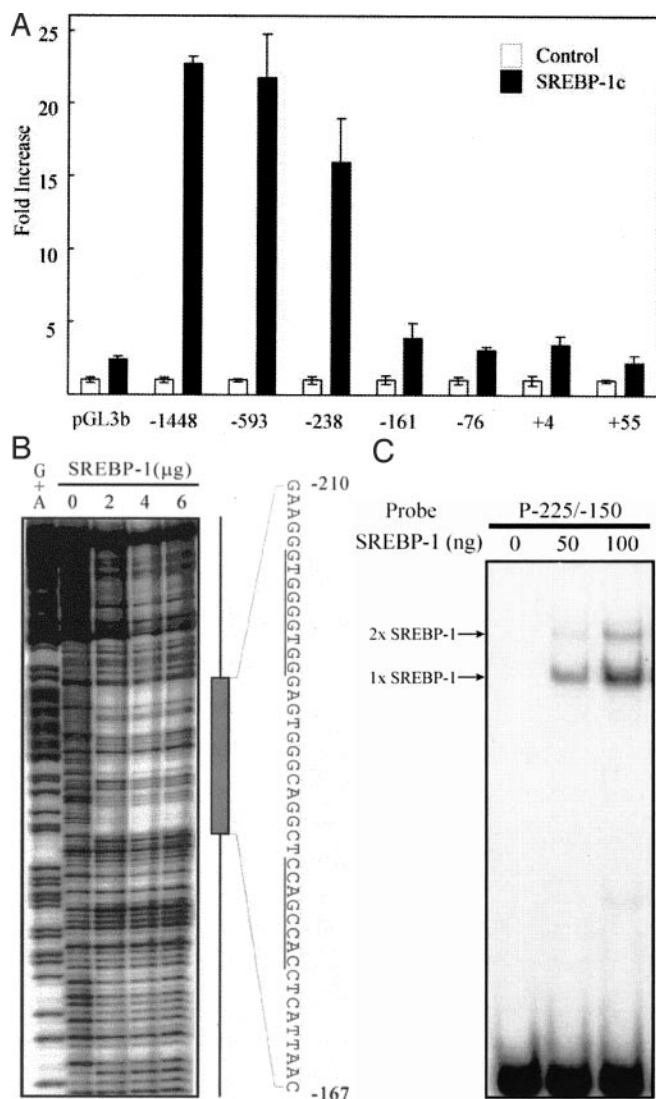 A
25
20
15
10
5
Fold Increase
Control
SREBP-1c
pGL3b -1448 -593 -238 -161 -76 +4 +55
B
G+A
SREBP-1(µg)
0 2 4 6
-210
GAAGGGTGGGGTGGGAGTGGGCAGGCTCCAGCCACCTCATTAAC
-167
C
Probe P-225/-150
SREBP-1 (ng) 0 50 100
2x SREBP-1
1x SREBP-1